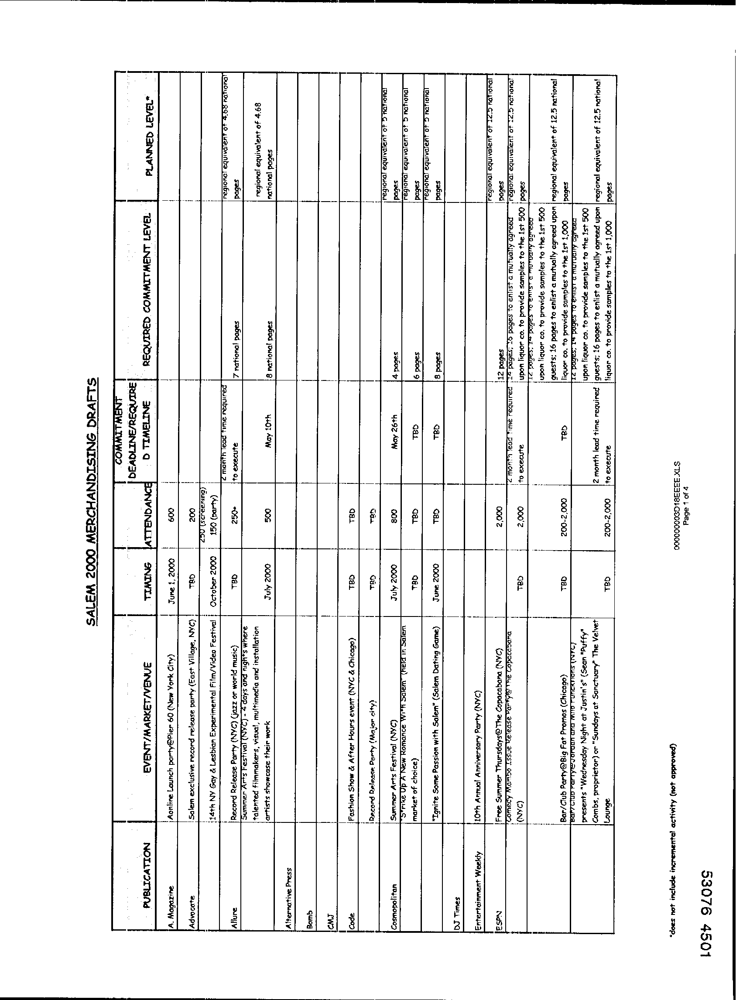 SALEM 2000 MERCHANDISING DRAFTS
PUBLICATION
EVENT/MARKET/VENUE
TIMING
ATTENDANCE
COMMITMENT
DEADLINE/REQUIRE
D TIMELINE
REQUIRED COMMITMENT LEVEL
PLANNED LEVEL*
A. Magazine
Aonline Launch party@Pier 60 (New York City)
June 1, 2000
600
Advocate
Salem exclusive record release party (East Village, NYC)
TBD
200
14th NY Gay & Lesbian Experimental Film/Video Festival
October 2000
250 (screening)
150 (party)
Allure
Record Release Party (NYC) (jazz or world music)
TBD
250+
2 month lead time required
to execute
7 national pages
regional equivalent of 4.68 national
pages
Summer Arts Festival (NYC) - 4 days and nights where
talented filmmakers, visual, multimedia and installation
artists showcase their work
July 2000
500
May 10th
8 national pages
regional equivalent of 4.68
national pages
Alternative Press
Bomb
CMJ
Code
Fashion Show & After Hours event (NYC & Chicago)
TBD
TBD
Record Release Party (Major city)
TBD
TBD
Cosmopolitan
Summer Arts Festival (NYC)
July 2000
800
May 26th
4 pages
regional equivalent of 5 national
pages
"Strike Up A New Romance With Salem" (held in Salem
market of choice)
TBD
TBD
TBD
6 pages
regional equivalent of 5 national
pages
"Ignite Some Passion with Salem" (Salem Dating Game)
June 2000
TBD
TBD
8 pages
regional equivalent of 5 national
pages
DJ Times
Entertainment Weekly
10th Annual Anniversary Party (NYC)
ESPN
Free Summer Thursdays@The Copacabana (NYC)
2,000
12 pages
regional equivalent of 12.5 national
pages
Comedy Mambo Issue Release Party@The Copacabana
(NYC)
TBD
2,000
2 month lead time required
to execute
14 pages; 16 pages to enlist a mutually agreed
upon liquor co. to provide samples to the 1st 500
regional equivalent of 12.5 national
pages
Bar/Club Party@Big Fat Promos (Chicago)
TBD
200-2,000
TBD
12 pages; 14 pages to enlist a mutually agreed
upon liquor co. to provide samples to the 1st 500
guests; 16 pages to enlist a mutually agreed upon
liquor co. to provide samples to the 1st 1,000
regional equivalent of 12.5 national
pages
presents "Wednesday Night at Justin's" (Sean "Puffy"
Combs, proprietor) or "Sundays at Sanctuary" The Velvet
Lounge
TBD
200-2,000
2 month lead time required
to execute
12 pages; 14 pages to enlist a mutually agreed
upon liquor co. to provide samples to the 1st 500
guests; 16 pages to enlist a mutually agreed upon
liquor co. to provide samples to the 1st 1,000
regional equivalent of 12.5 national
pages
*does not include incremental activity (not approved)
Page 1 of 4
53076 4501